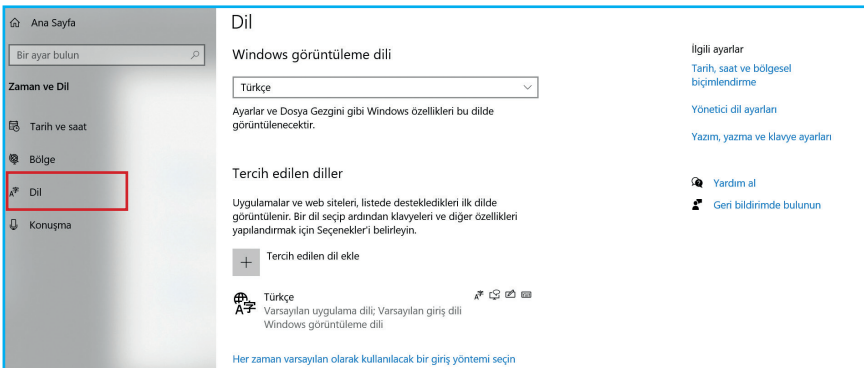 Ana Sayfa
Bir ayar bulun
Zaman ve Dil
Tarih ve saat
Bölge
Dil
Konuşma
Dil
Windows görüntüleme dili
Türkçe
Ayarlar ve Dosya Gezgini gibi Windows özellikleri bu dilde
görüntülenecektir.
Tercih edilen diller
Uygulamalar ve web siteleri, listede destekledikleri ilk dilde
görüntülenir. Bir dil seçip ardından klavyeleri ve diğer özellikleri
yapılandırmak için Seçenekler'i belirleyin.
Tercih edilen dil ekle
Türkçe
Varsayılan uygulama dili; Varsayılan giriş dili
Windows görüntüleme dili
Her zaman varsayılan olarak kullanılacak bir giriş yöntemi seçin
İlgili ayarlar
Tarih, saat ve bölgesel
biçimlendirme
Yönetici dil ayarları
Yazım, yazma ve klavye ayarları
Yardım al
Geri bildirimde bulunun